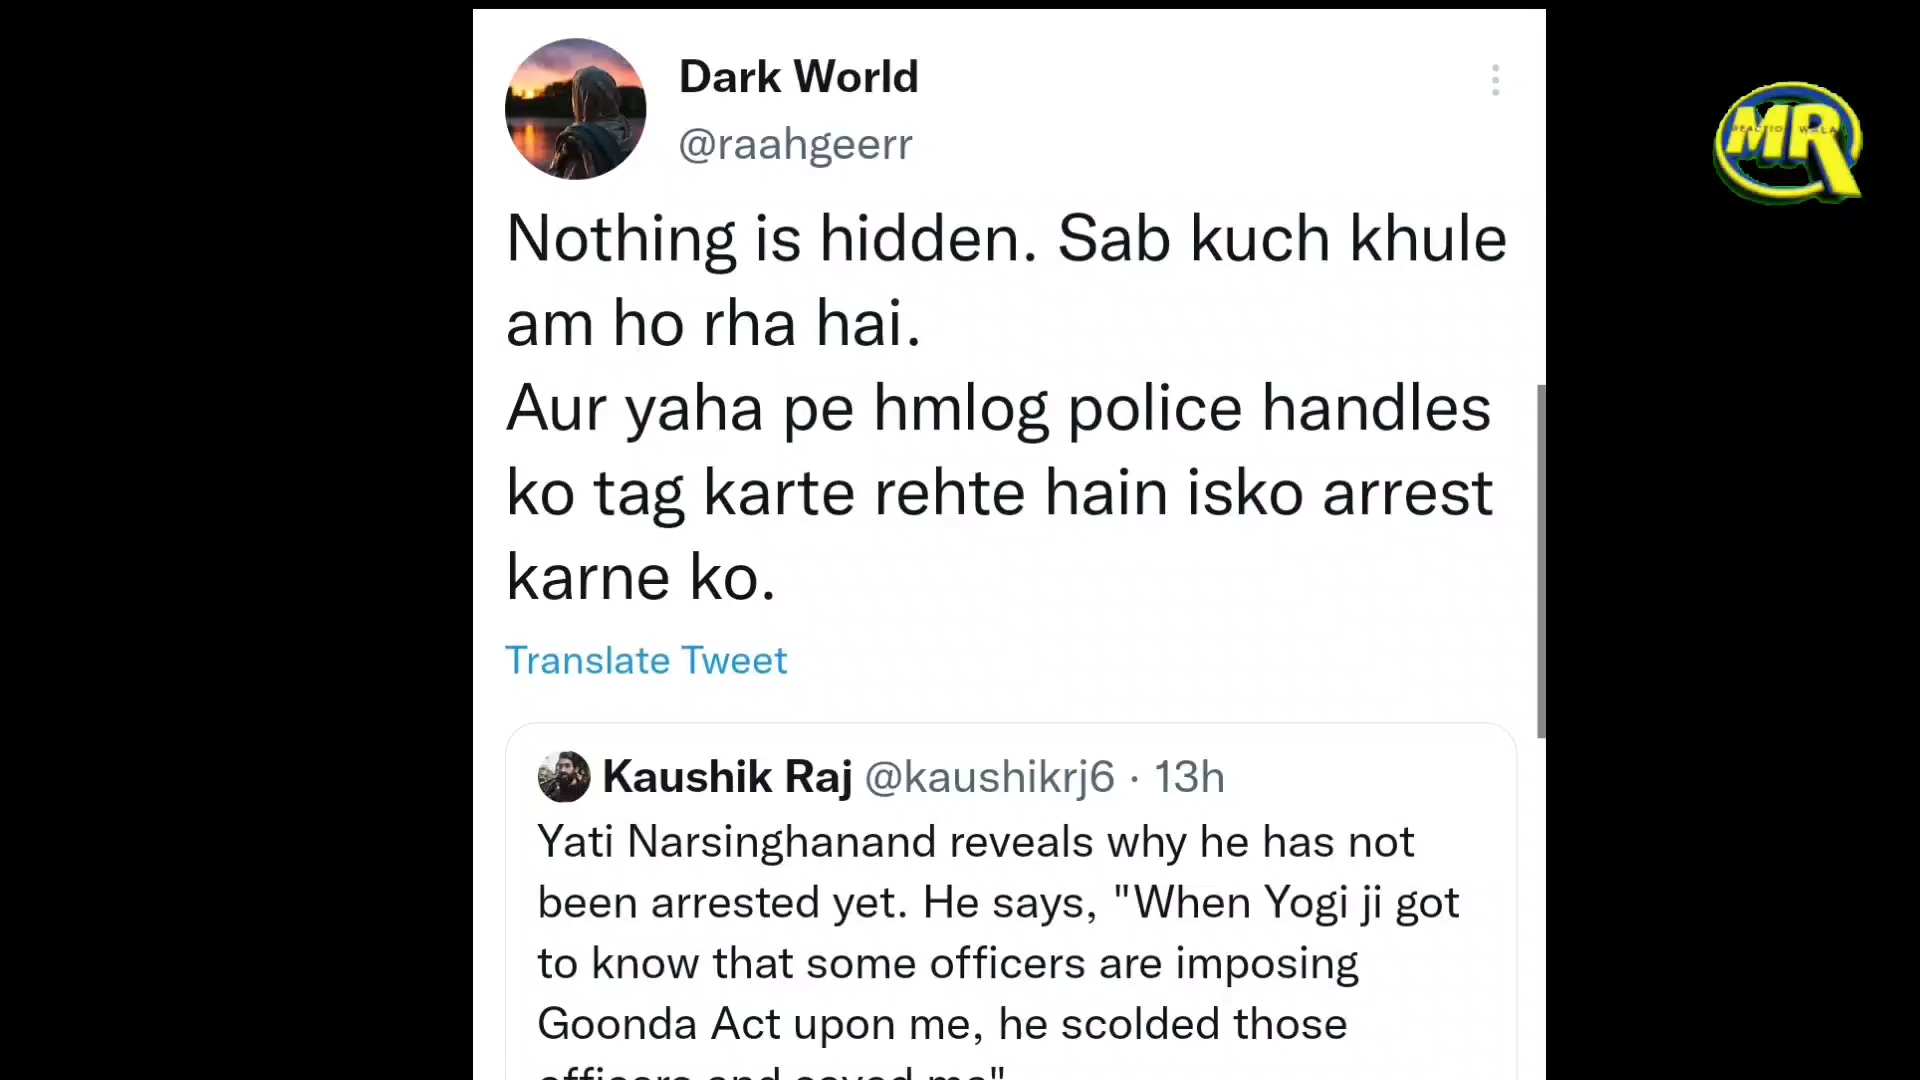 Dark World
@raahgeerr
MR
REACTION WALA
Nothing is hidden. Sab kuch khule
am ho rha hai.
Aur yaha pe hmlog police handles
ko tag karte rehte hain isko arrest
karne ko.
Translate Tweet
Kaushik Raj @kaushikrj6 · 13h
Yati Narsinghanand reveals why he has not
been arrested yet. He says, "When Yogi ji got
to know that some officers are imposing
Goonda Act upon me, he scolded those
officers and saved me"